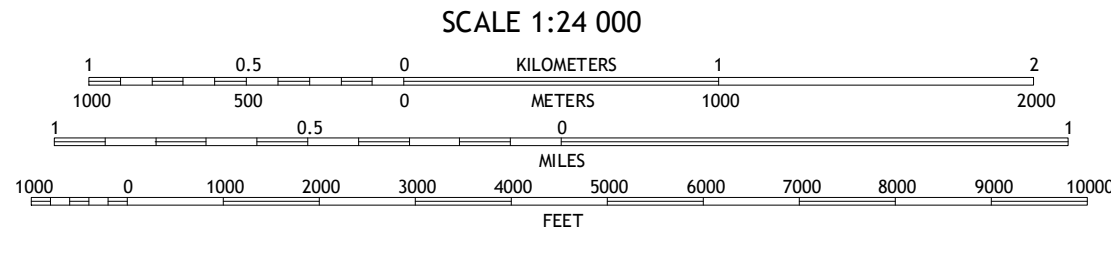 SCALE 1:24 000
1 0.5 0 KILOMETERS 1 2
1000 500 0 METERS 1000 2000
1 0.5 0 1
MILES
1000 0 1000 2000 3000 4000 5000 6000 7000 8000 9000 10000
FEET